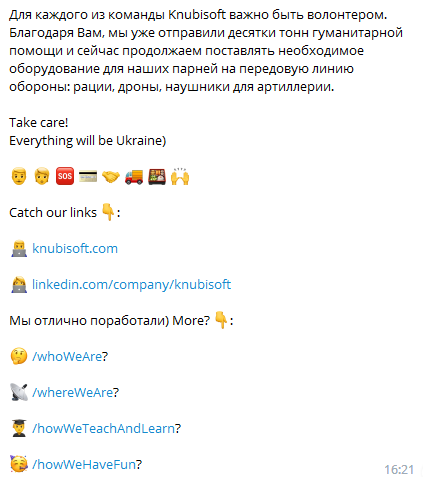 Для каждого из команды Knubisoft важно быть волонтером.
Благодаря Вам, мы уже отправили десятки тонн гуманитарной
помощи и сейчас продолжаем поставлять необходимое
оборудование для наших парней на передовую линию
обороны: рации, дроны, наушники для артиллерии.
Take care!
Everything will be Ukraine)
👨 👩 🆘 💳 🤝 🚚 🍱 🙌
Catch our links 👇:
👨‍💻 knubisoft.com
👩‍💻 linkedin.com/company/knubisoft
Мы отлично поработали) More? 👇:
🤔 /whoWeAre?
📡 /whereWeAre?
👨‍🎓 /howWeTeachAndLearn?
🥳 /howWeHaveFun?
16:21